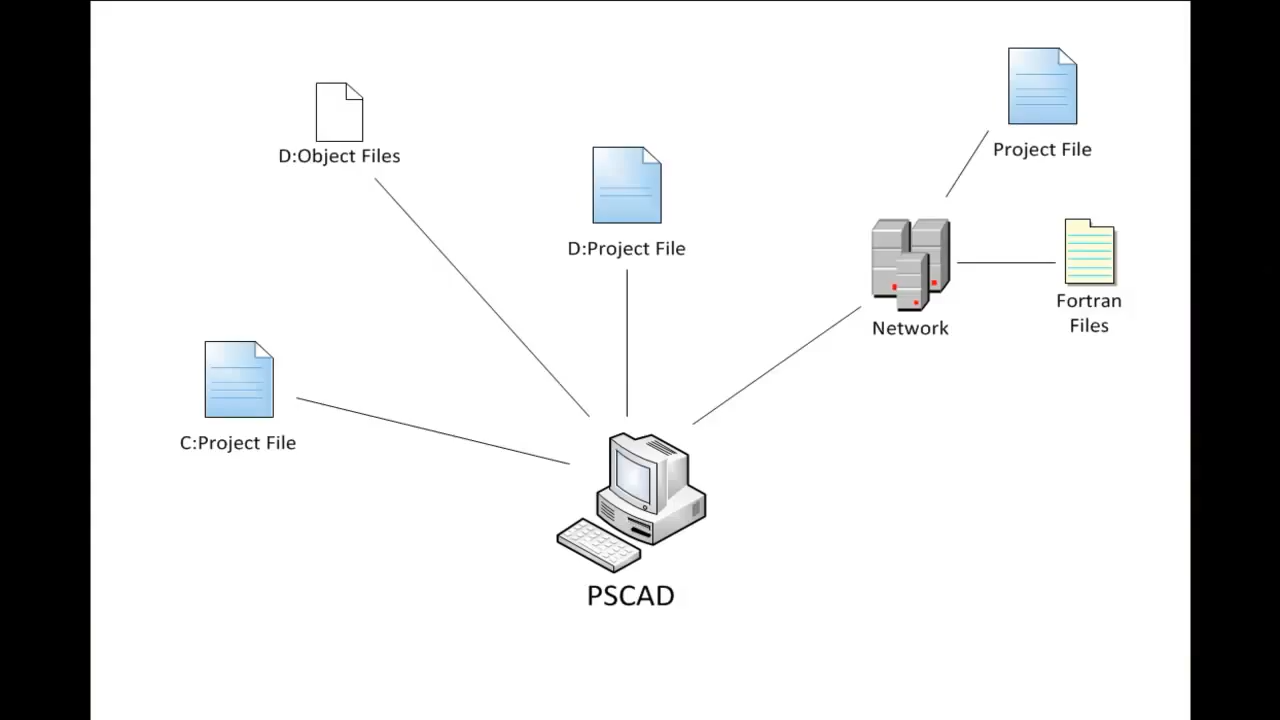 Project File
D:Object Files
D:Project File
Fortran
Files
Network
C:Project File
PSCAD